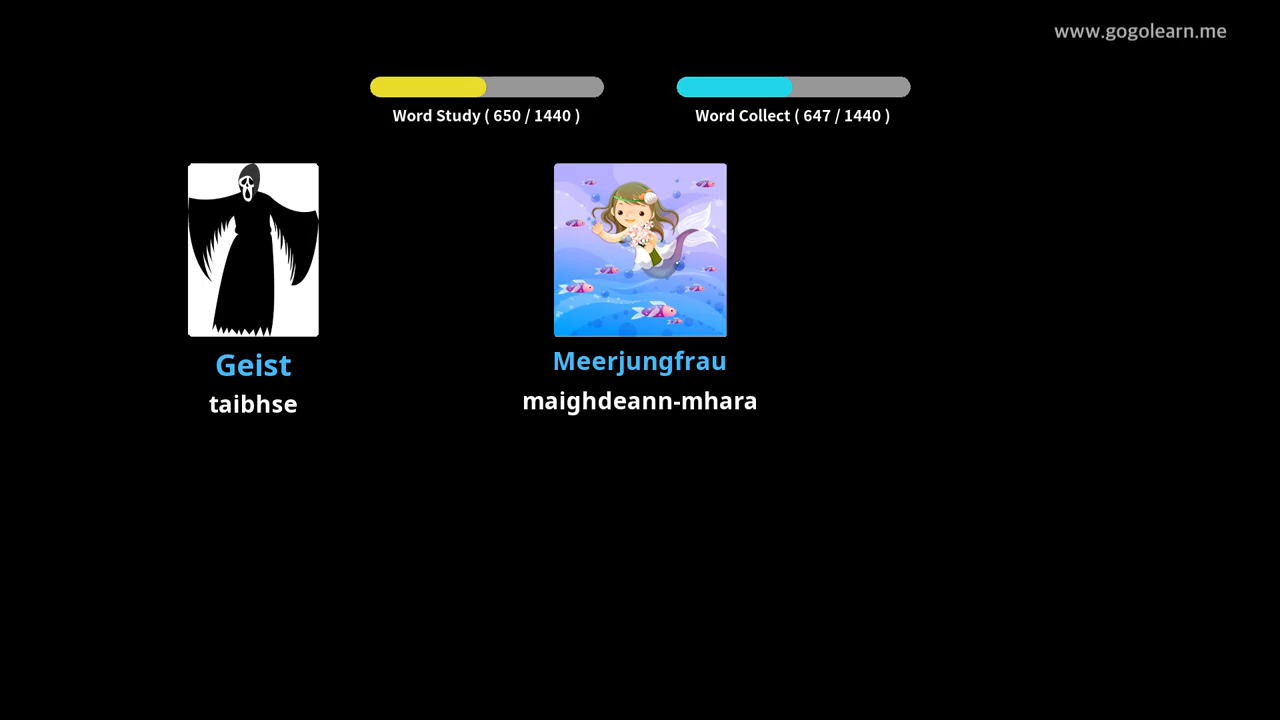 www.gogolearn.me
Word Study ( 650 / 1440 )
Word Collect ( 647 / 1440 )
Geist
taibhse
Meerjungfrau
maighdeann-mhara